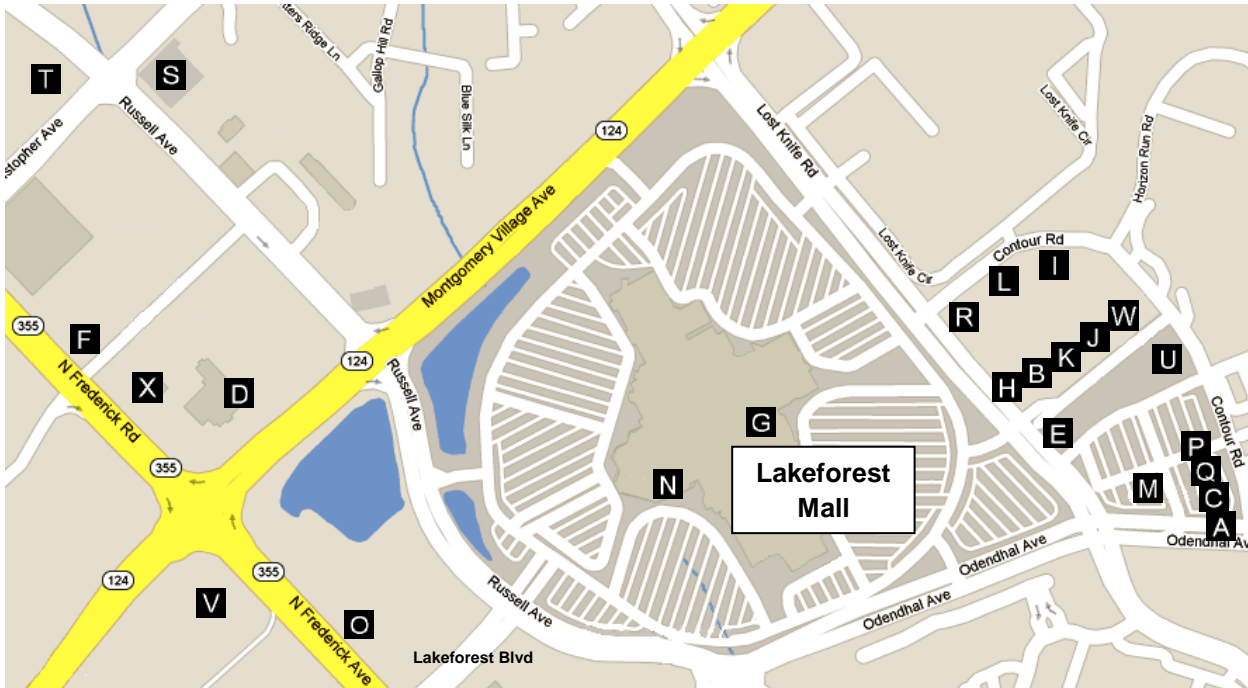 ters Ridge Ln
Gallop Hill Rd
T
S
Blue Silk Ln
Russell Ave
124
Lost Knife Rd
Lost Knife Cir
Horizon Run Rd
stopher Ave
Montgomery Village Ave
Lost Knife Cir
Contour Rd
I
L
R
W
355
F
J
K
U
B
124
X
D
H
N Frederick Rd
Russell Ave
G
E
Contour Rd
P
355
Lakeforest
Mall
N
Q
M
C
A
Odendhal Av
124
355
Odendhal Ave
V
N Frederick Ave
O
Russell Ave
Odendhal Ave
Lakeforest Blvd